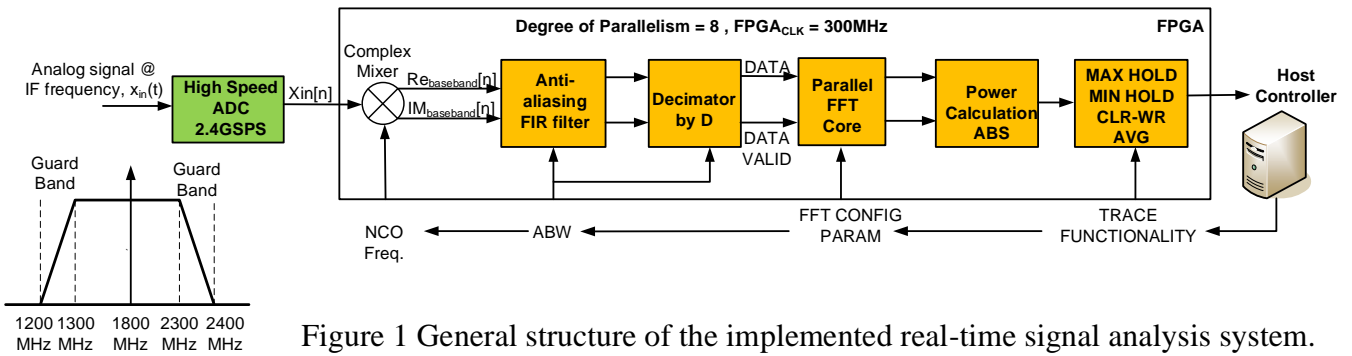 Degree of Parallelism = 8 , FPGA_CLK = 300MHz
FPGA
Analog signal @
IF frequency, x_in(t)
High Speed
ADC
2.4GSPS
Xin[n]
Complex
Mixer
Re_baseband[n]
IM_baseband[n]
Anti-
aliasing
FIR filter
Decimator
by D
DATA
DATA
VALID
Parallel
FFT
Core
Power
Calculation
ABS
MAX HOLD
MIN HOLD
CLR-WR
AVG
Host
Controller
NCO
Freq.
ABW
FFT CONFIG
PARAM
TRACE
FUNCTIONALITY
Guard
Band
Guard
Band
1200
MHz
1300
MHz
1800
MHz
2300
MHz
2400
MHz
Figure 1 General structure of the implemented real-time signal analysis system.